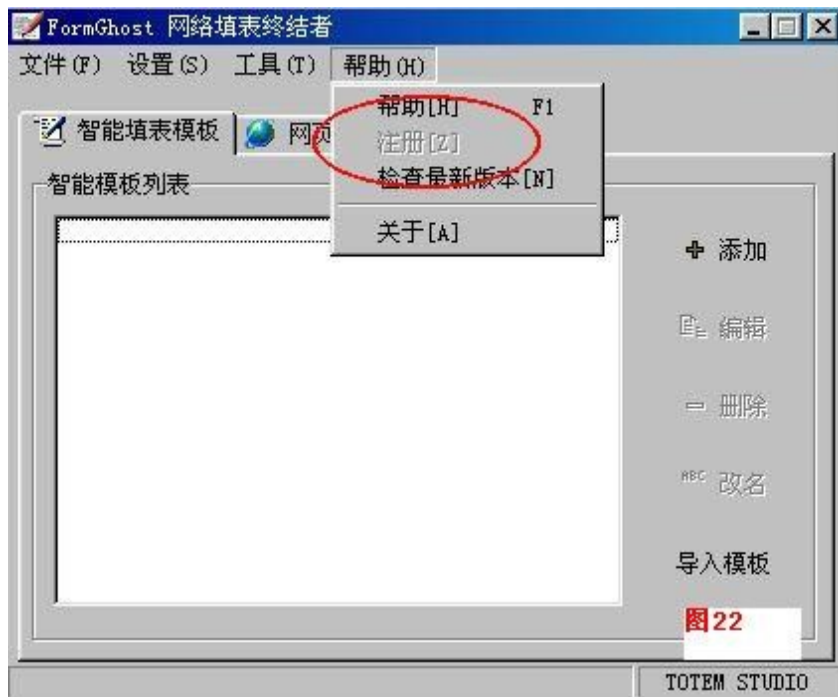 FormGhost 网络填表终结者
文件(F) 设置(S) 工具(T) 帮助(H)
帮助[H] F1
注册[Z]
检查最新版本[N]
关于[A]
智能填表模板 网页
智能模板列表
添加
编辑
删除
ABC 改名
导入模板
图22
TOTEM STUDIO